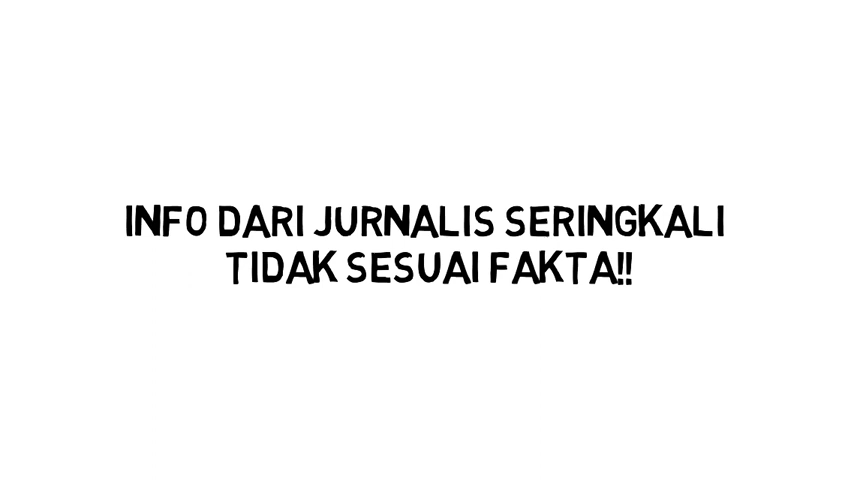 INFO DARI JURNALIS SERINGKALI
TIDAK SESUAI FAKTA!!